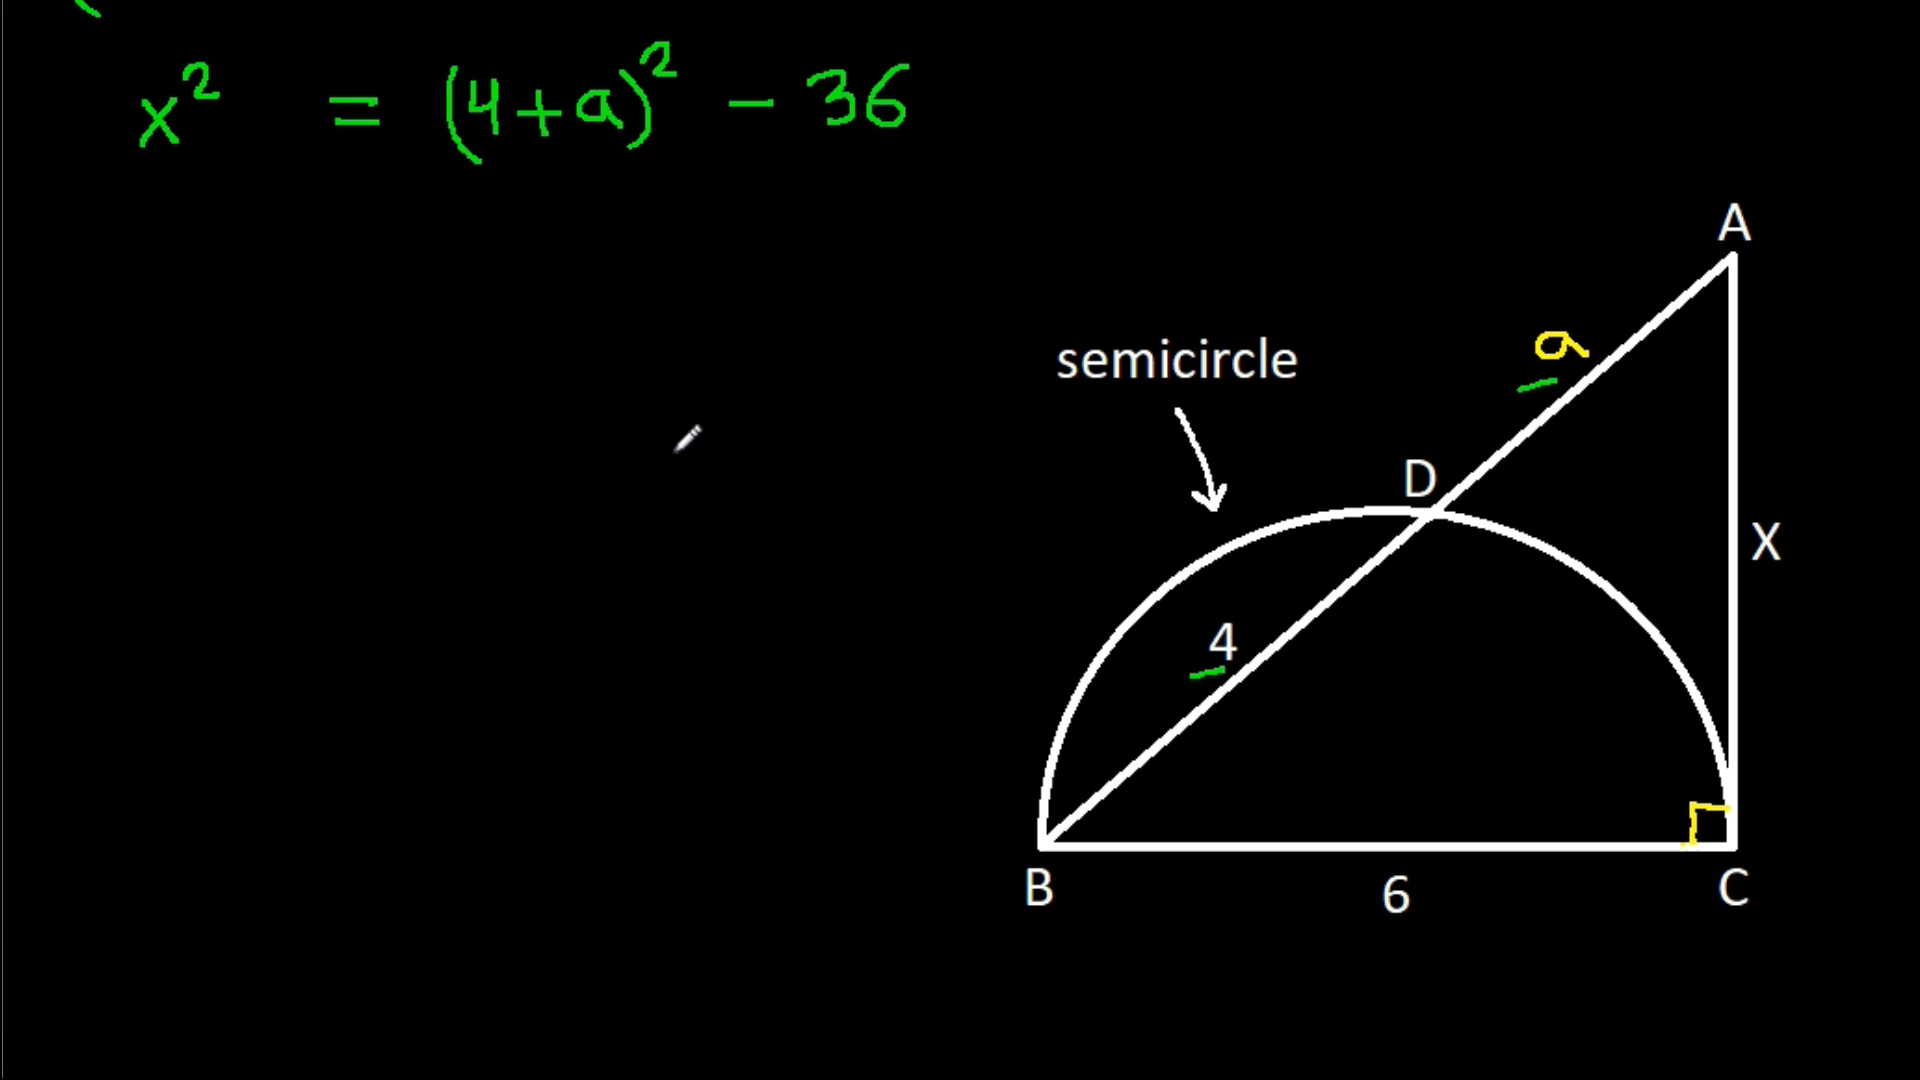 x² = (4+a)² - 36
A
a
semicircle
D
X
4
B
6
C